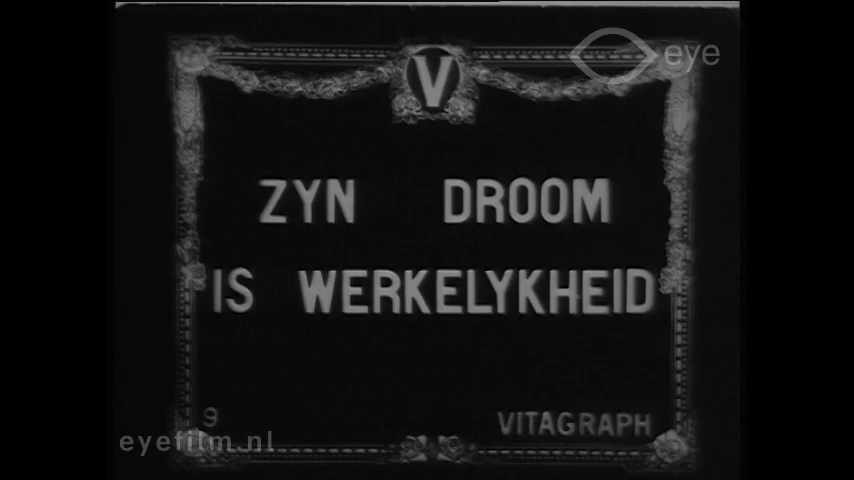 V
eye
ZYN DROOM
IS WERKELYKHEID
9
VITAGRAPH
eyefilm.nl